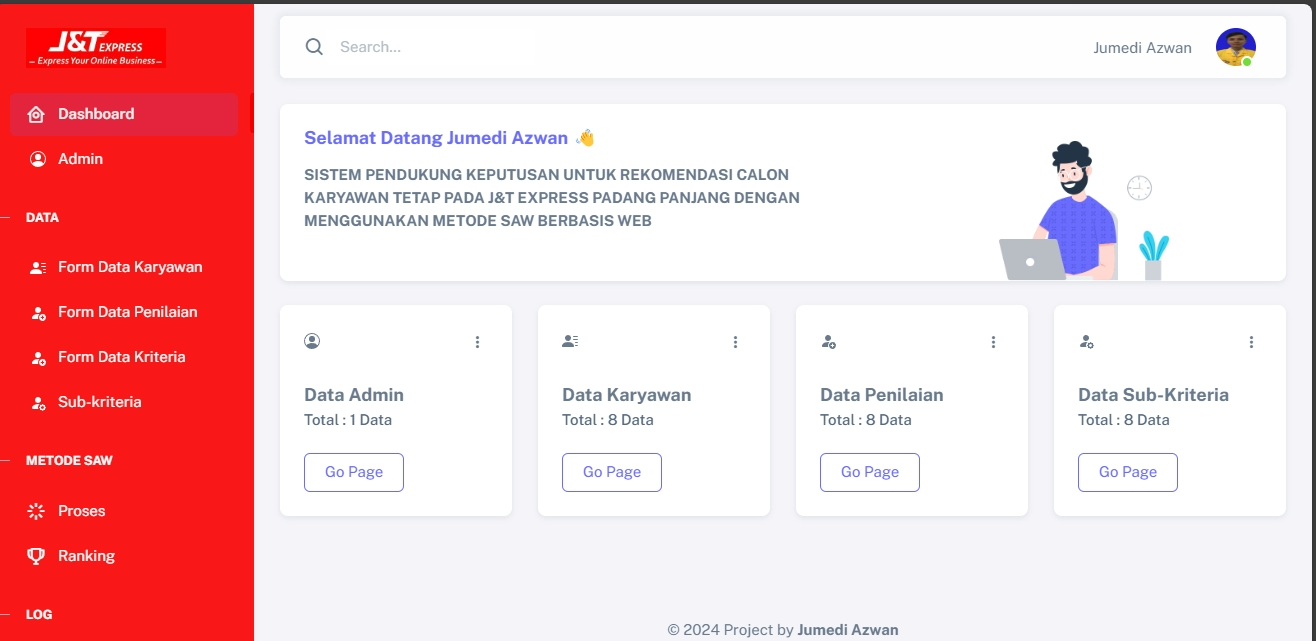 J&T EXPRESS
Express Your Online Business
Dashboard
Admin
DATA
Form Data Karyawan
Form Data Penilaian
Form Data Kriteria
Sub-kriteria
METODE SAW
Proses
Ranking
LOG
Search...
Jumedi Azwan
Selamat Datang Jumedi Azwan 👋
SISTEM PENDUKUNG KEPUTUSAN UNTUK REKOMENDASI CALON
KARYAWAN TETAP PADA J&T EXPRESS PADANG PANJANG DENGAN
MENGGUNAKAN METODE SAW BERBASIS WEB
Data Admin
Total : 1 Data
Go Page
Data Karyawan
Total : 8 Data
Go Page
Data Penilaian
Total : 8 Data
Go Page
Data Sub-Kriteria
Total : 8 Data
Go Page
© 2024 Project by Jumedi Azwan